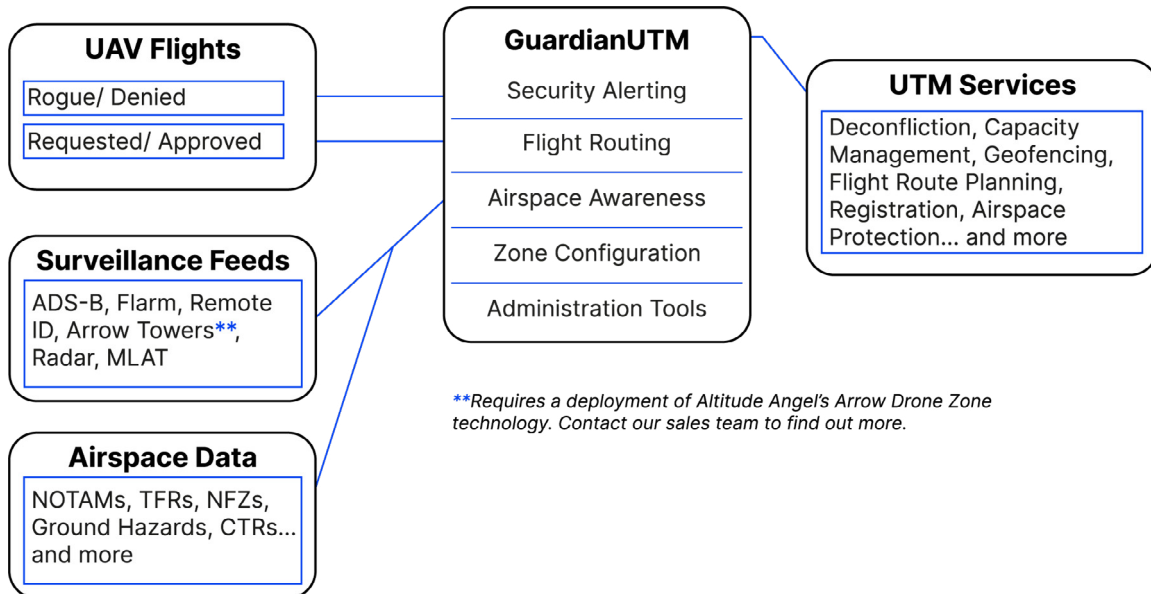 UAV Flights
Rogue/ Denied
Requested/ Approved
Surveillance Feeds
ADS-B, Flarm, Remote
ID, Arrow Towers**,
Radar, MLAT
Airspace Data
NOTAMs, TFRs, NFZs,
Ground Hazards, CTRs...
and more
GuardianUTM
Security Alerting
Flight Routing
Airspace Awareness
Zone Configuration
Administration Tools
**Requires a deployment of Altitude Angel's Arrow Drone Zone
technology. Contact our sales team to find out more.
UTM Services
Deconfliction, Capacity
Management, Geofencing,
Flight Route Planning,
Registration, Airspace
Protection... and more